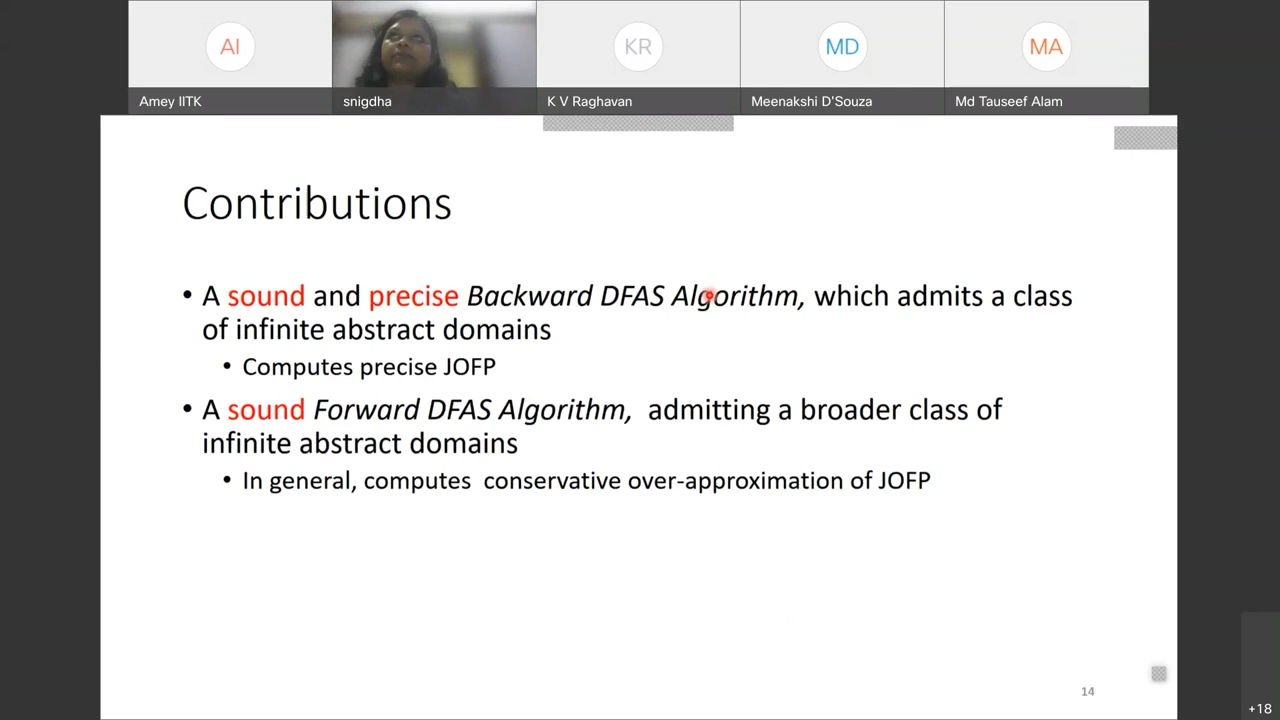 AI
KR
MD
MA
Amey IITK
snigdha
K V Raghavan
Meenakshi D'Souza
Md Tauseef Alam
Contributions
• A sound and precise Backward DFAS Algorithm, which admits a class
of infinite abstract domains
• Computes precise JOFP
• A sound Forward DFAS Algorithm, admitting a broader class of
infinite abstract domains
• In general, computes conservative over-approximation of JOFP
14
+18